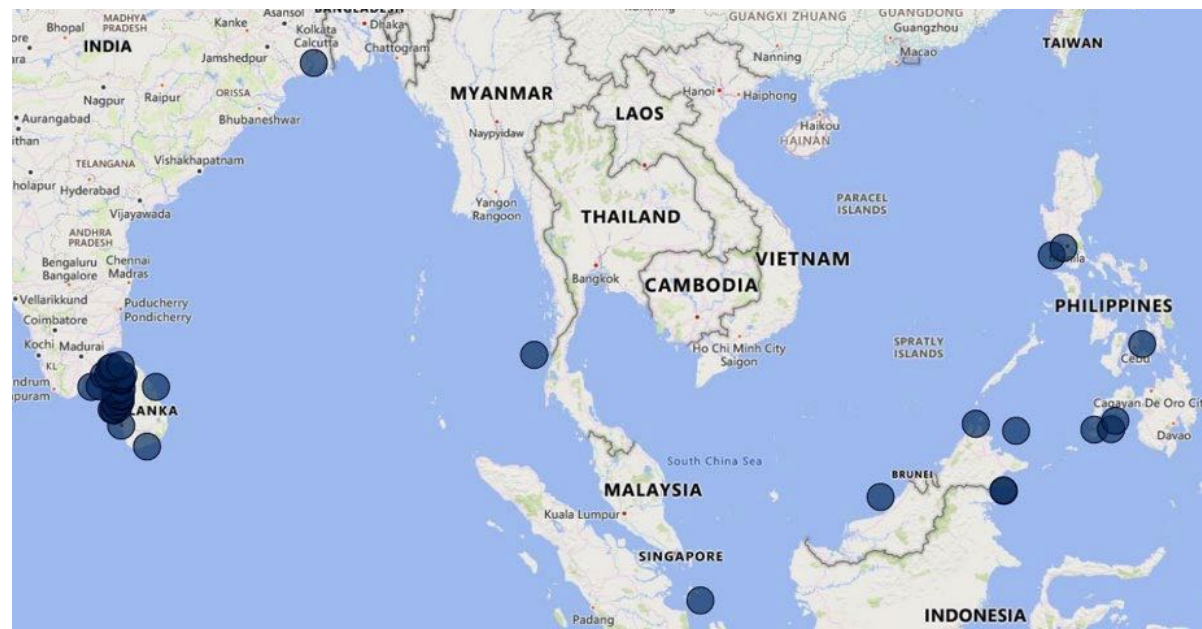 BANGLADESH
MADHYA
PRADESH
Bhopal
INDIA
Kanke
Asansol
Kolkata
Calcutta
Dhaka
Chattogram
Jamshedpur
Nagpur
Raipur
ORISSA
Bhubaneshwar
Aurangabad
TELANGANA
Vishakhapatnam
Hyderabad
Vijayawada
ANDHRA
PRADESH
Bengaluru
Bangalore
Chennai
Madras
Vellarikkund
Puducherry
Pondicherry
Coimbatore
Kochi
Madurai
KL
LANKA
MYANMAR
Naypyidaw
Yangon
Rangoon
LAOS
THAILAND
Bangkok
CAMBODIA
VIETNAM
Ho Chi Minh City
Saigon
Hanoi
Haiphong
GUANGXI ZHUANG
GUANGDONG
Nanning
Guangzhou
Macao
Haikou
HAINAN
TAIWAN
PARACEL
ISLANDS
SPRATLY
ISLANDS
PHILIPPINES
Cebu
Cagayan De Oro Cit
Davao
BRUNEI
South China Sea
MALAYSIA
Kuala Lumpur
SINGAPORE
Padang
INDONESIA